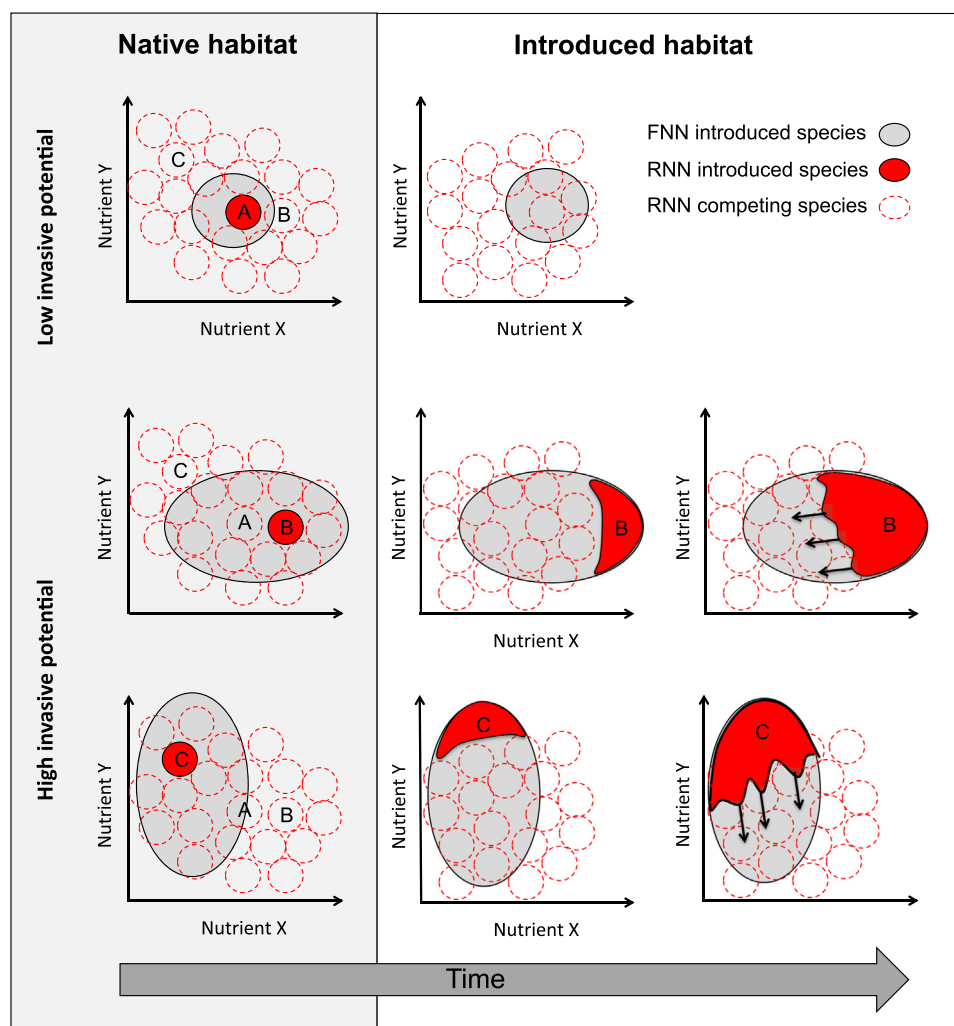 Native habitat
Introduced habitat
Low invasive potential
Nutrient Y
C
A
B
Nutrient X
Nutrient Y
Nutrient X
FNN introduced species
RNN introduced species
RNN competing species
High invasive potential
Nutrient Y
C
A
B
Nutrient Y
B
Nutrient X
Nutrient Y
B
Nutrient Y
C
A
B
Nutrient X
Nutrient Y
C
Nutrient X
Nutrient Y
C
Time